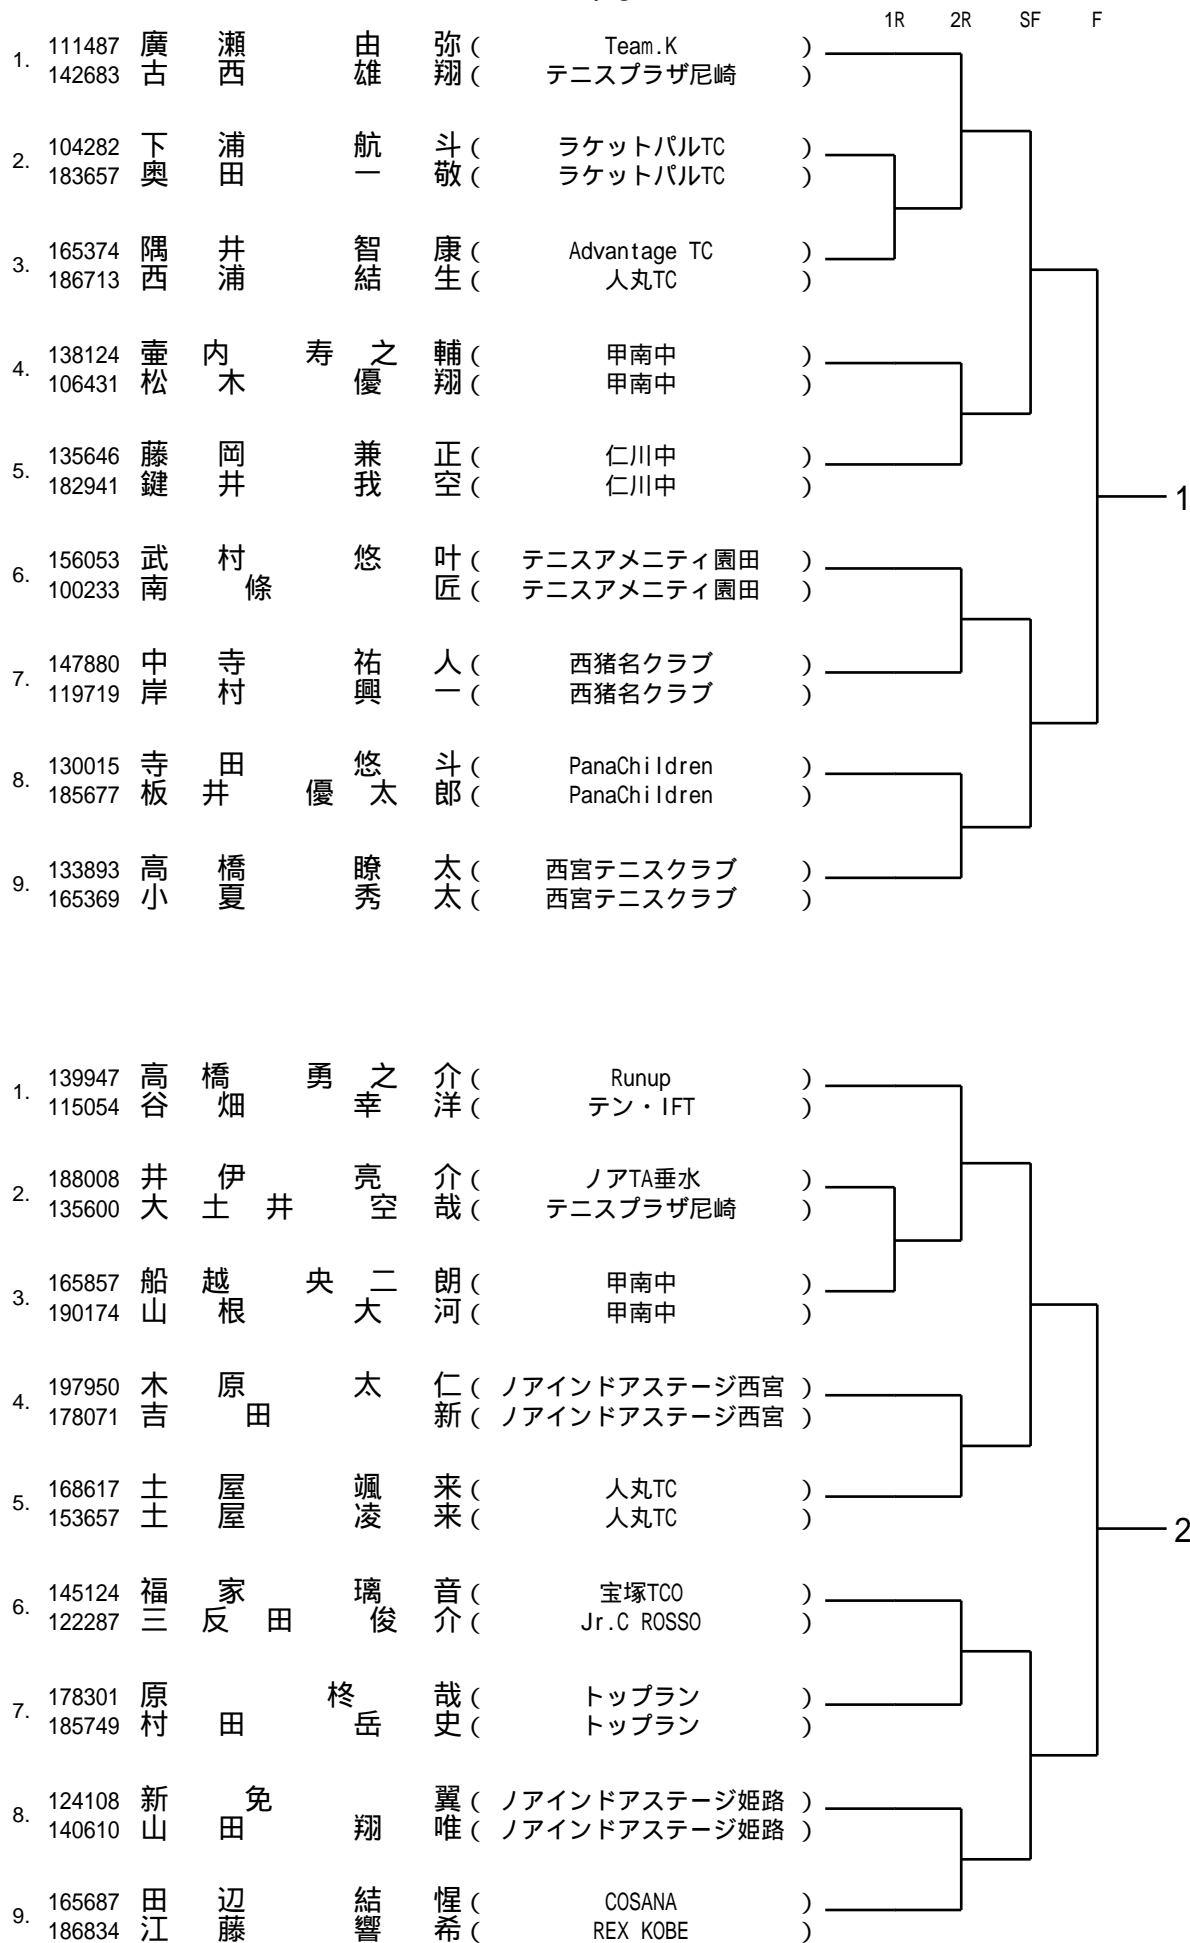 1R 2R SF F
1. 111487 廣瀬 由弥 ( Team.K )
142683 古西 雄翔 ( テニスプラザ尼崎 )
2. 104282 下浦 航斗 ( ラケットパルTC )
183657 奥田 一敬 ( ラケットパルTC )
3. 165374 隅井 智康 ( Advantage TC )
186713 西浦 結生 ( 人丸TC )
4. 138124 壷内 寿之輔 ( 甲南中 )
106431 松木 優翔 ( 甲南中 )
5. 135646 藤岡 兼正 ( 仁川中 )
182941 鍵井 我空 ( 仁川中 )
1
6. 156053 武村 悠叶 ( テニスアメニティ園田 )
100233 南條 匠 ( テニスアメニティ園田 )
7. 147880 中寺 祐人 ( 西猪名クラブ )
119719 岸村 興一 ( 西猪名クラブ )
8. 130015 寺田 悠斗 ( PanaChildren )
185677 板井 優太郎 ( PanaChildren )
9. 133893 高橋 瞭太 ( 西宮テニスクラブ )
165369 小夏 秀太 ( 西宮テニスクラブ )
1. 139947 高橋 勇之介 ( Runup )
115054 谷畑 幸洋 ( テン・IFT )
2. 188008 井伊 亮介 ( ノアTA垂水 )
135600 大土井 空哉 ( テニスプラザ尼崎 )
3. 165857 船越 央二朗 ( 甲南中 )
190174 山根 大河 ( 甲南中 )
4. 197950 木原 太仁 ( ノアインドアステージ西宮 )
178071 吉田 新 ( ノアインドアステージ西宮 )
5. 168617 土屋 颯来 ( 人丸TC )
153657 土屋 凌来 ( 人丸TC )
2
6. 145124 福家 璃音 ( 宝塚TCO )
122287 三反田 俊介 ( Jr.C ROSSO )
7. 178301 原 柊哉 ( トップラン )
185749 村田 岳史 ( トップラン )
8. 124108 新免 翼 ( ノアインドアステージ姫路 )
140610 山田 翔唯 ( ノアインドアステージ姫路 )
9. 165687 田辺 結惺 ( COSANA )
186834 江藤 響希 ( REX KOBE )